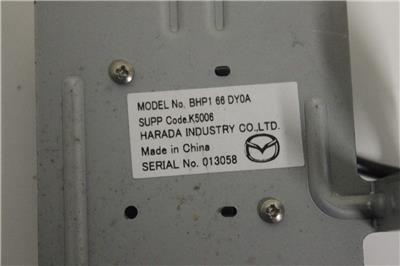 MODEL No. BHP1 66 DY0A
SUPP Code.K5006
HARADA INDUSTRY CO.,LTD.
Made in China
SERIAL No. 013058